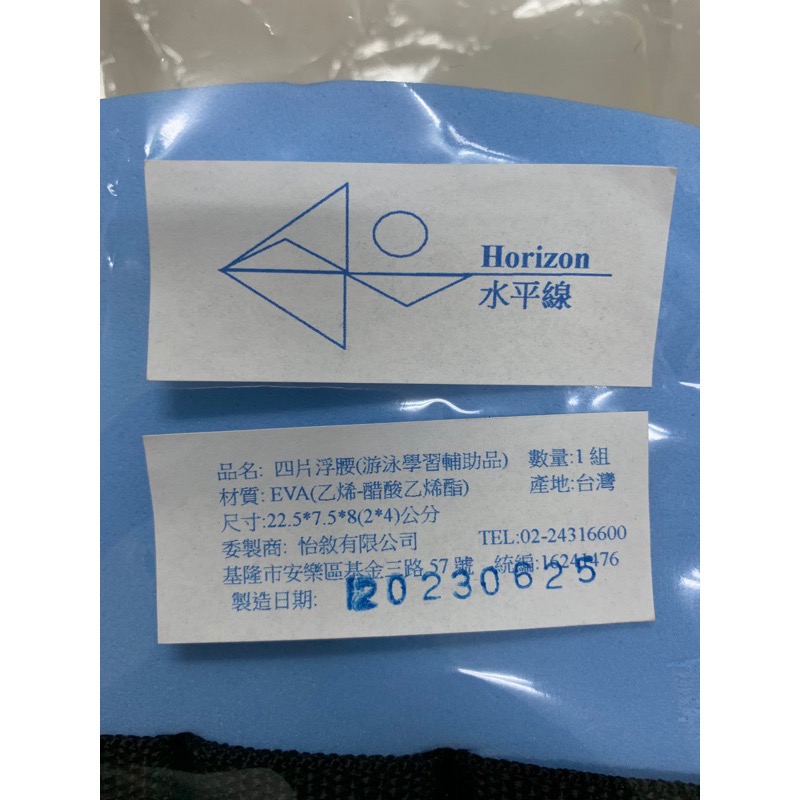 Horizon
水平線
品名: 四片浮腰(游泳學習輔助品) 數量:1 組
材質: EVA(乙烯-醋酸乙烯酯) 產地:台灣
尺寸:22.5*7.5*8(2*4)公分
委製商: 怡敘有限公司 TEL:02-24316600
基隆市安樂區基金三路 57 號 統編:
製造日期: 20230625